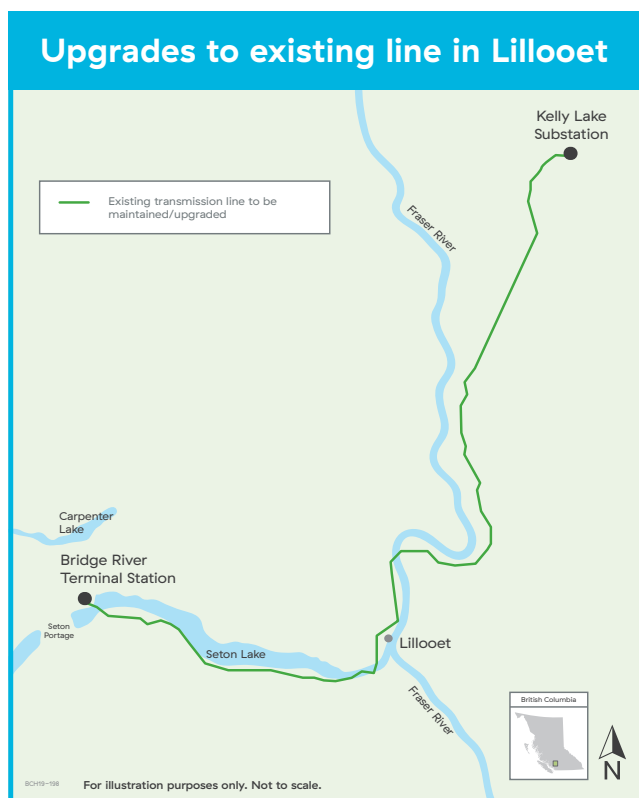 Upgrades to existing line in Lillooet
Kelly Lake
Substation
Existing transmission line to be
maintained/upgraded
Fraser River
Carpenter
Lake
Bridge River
Terminal Station
Seton
Portage
Seton Lake
Lillooet
Fraser River
British Columbia
N
BCH19-198
For illustration purposes only. Not to scale.